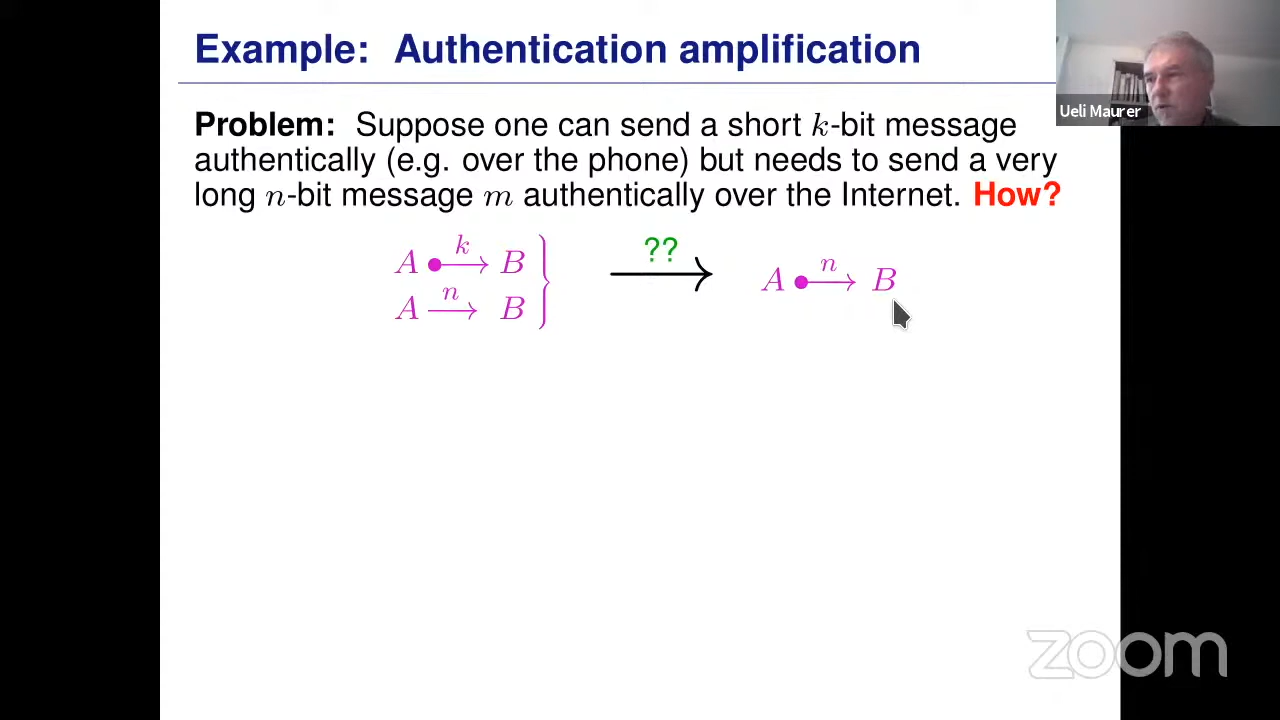 Example: Authentication amplification
Ueli Maurer
Problem: Suppose one can send a short k-bit message
authentically (e.g. over the phone) but needs to send a very
long n-bit message m authentically over the Internet. How?
A •—k→ B
A —n→ B
??
A •—n→ B
zoom